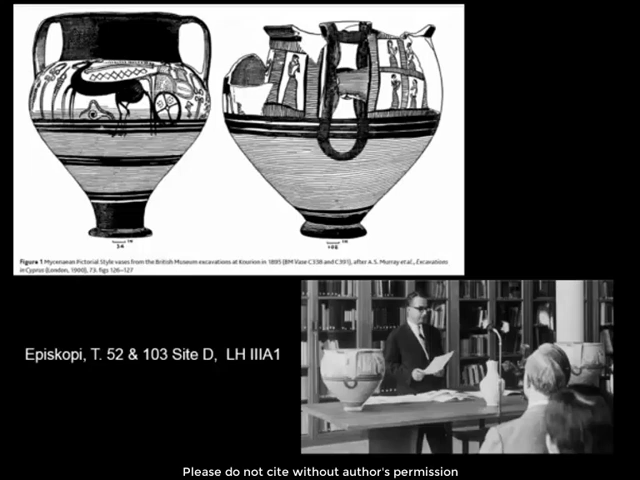 34
108
Figure 1 Mycenaean Pictorial Style vases from the British Museum excavations at Kourion in 1895 (BM Vase C338 and C391), after A.S. Murray et al., Excavations
in Cyprus (London, 1900), 73, figs 126–127
Episkopi, T. 52 & 103 Site D,  LH IIIA1
Please do not cite without author's permission